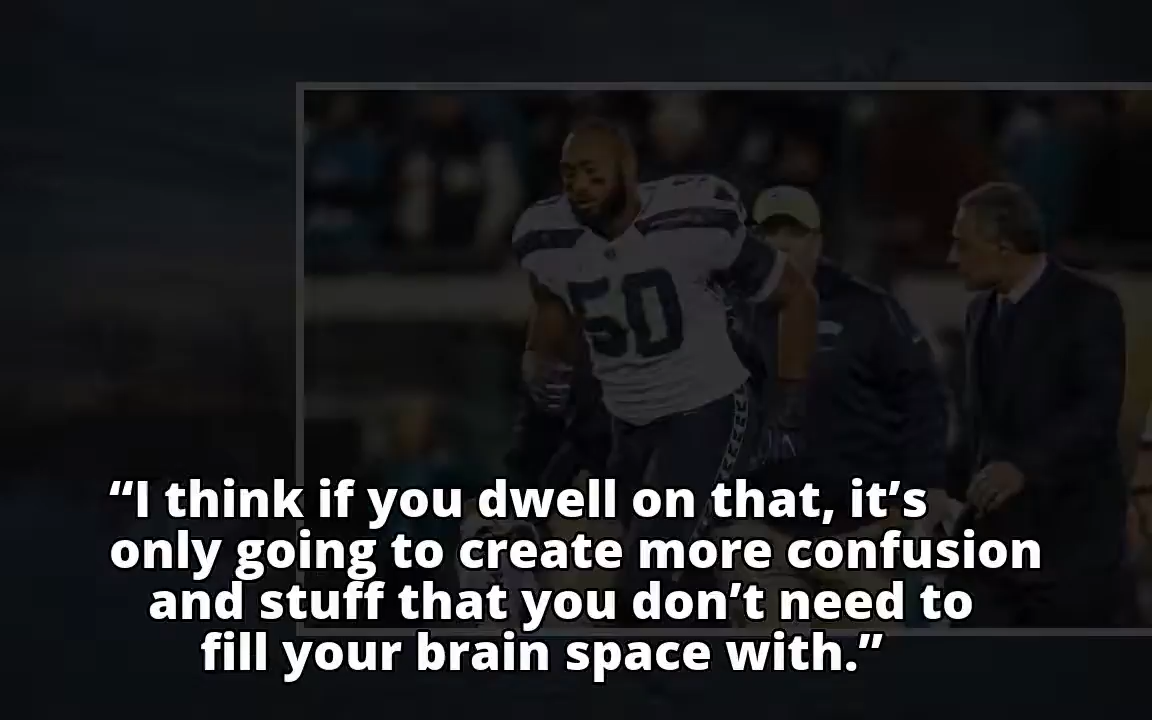 50
“I think if you dwell on that, it’s
only going to create more confusion
and stuff that you don’t need to
fill your brain space with.”